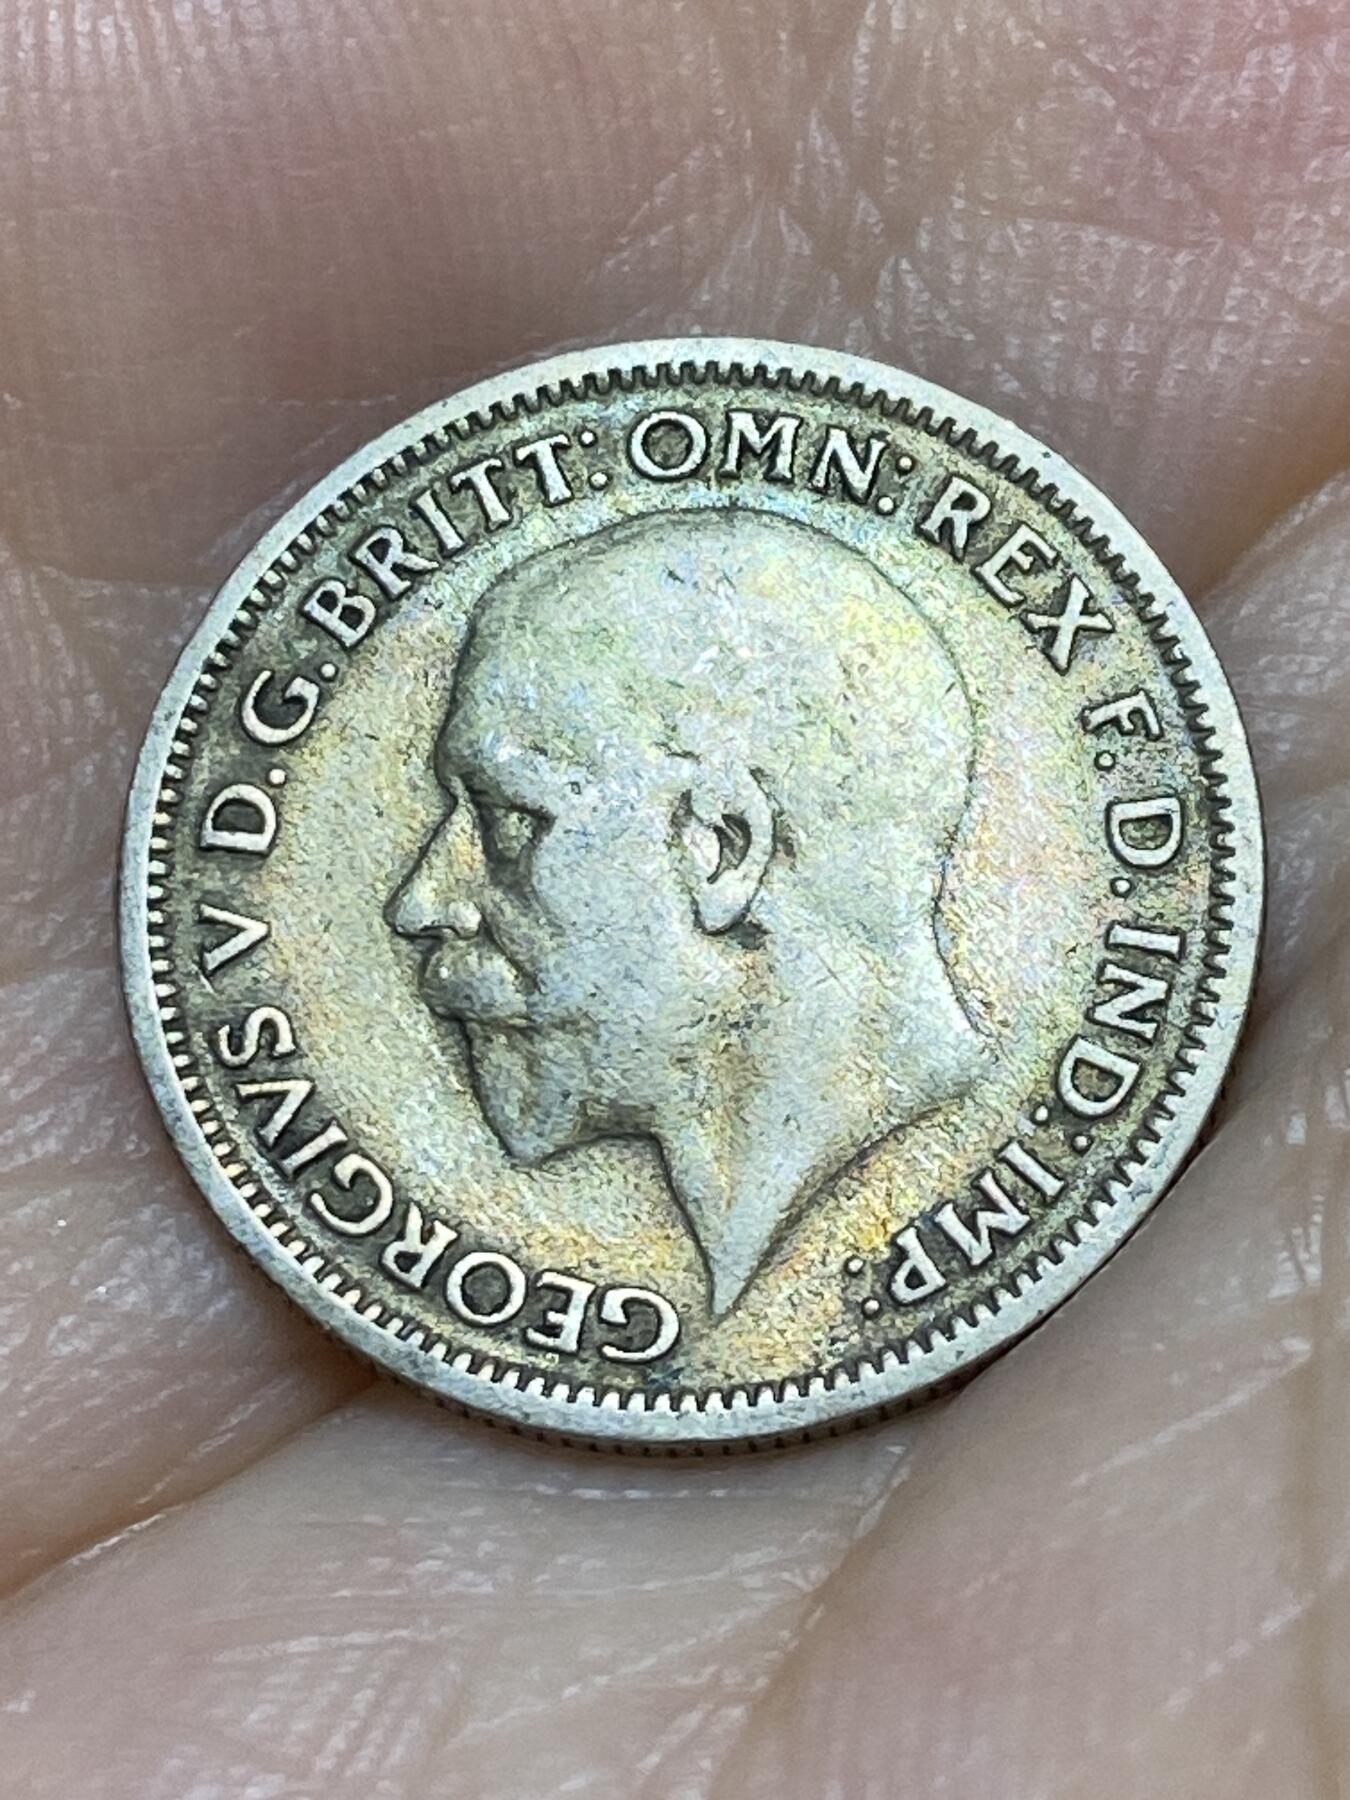 GEORGIVS V D.G.BRITT: OMN: REX F.D.IND:IMP: